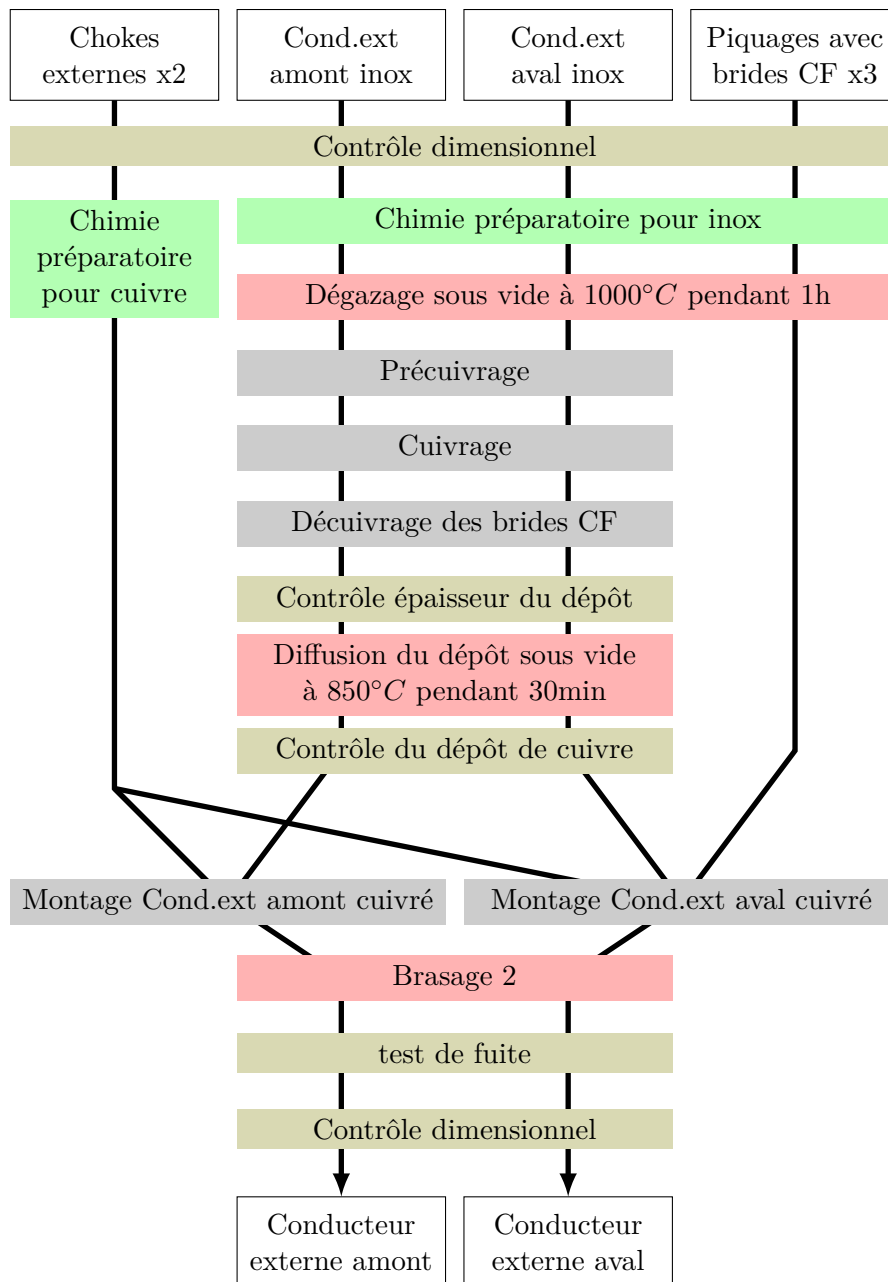 Chokes
externes x2
Cond.ext
amont inox
Cond.ext
aval inox
Piquages avec
brides CF x3
Contrôle dimensionnel
Chimie
préparatoire
pour cuivre
Chimie préparatoire pour inox
Dégazage sous vide à 1000°C pendant 1h
Précuivrage
Cuivrage
Décuivrage des brides CF
Contrôle épaisseur du dépôt
Diffusion du dépôt sous vide
à 850°C pendant 30min
Contrôle du dépôt de cuivre
Montage Cond.ext amont cuivré
Montage Cond.ext aval cuivré
Brasage 2
test de fuite
Contrôle dimensionnel
Conducteur
externe amont
Conducteur
externe aval